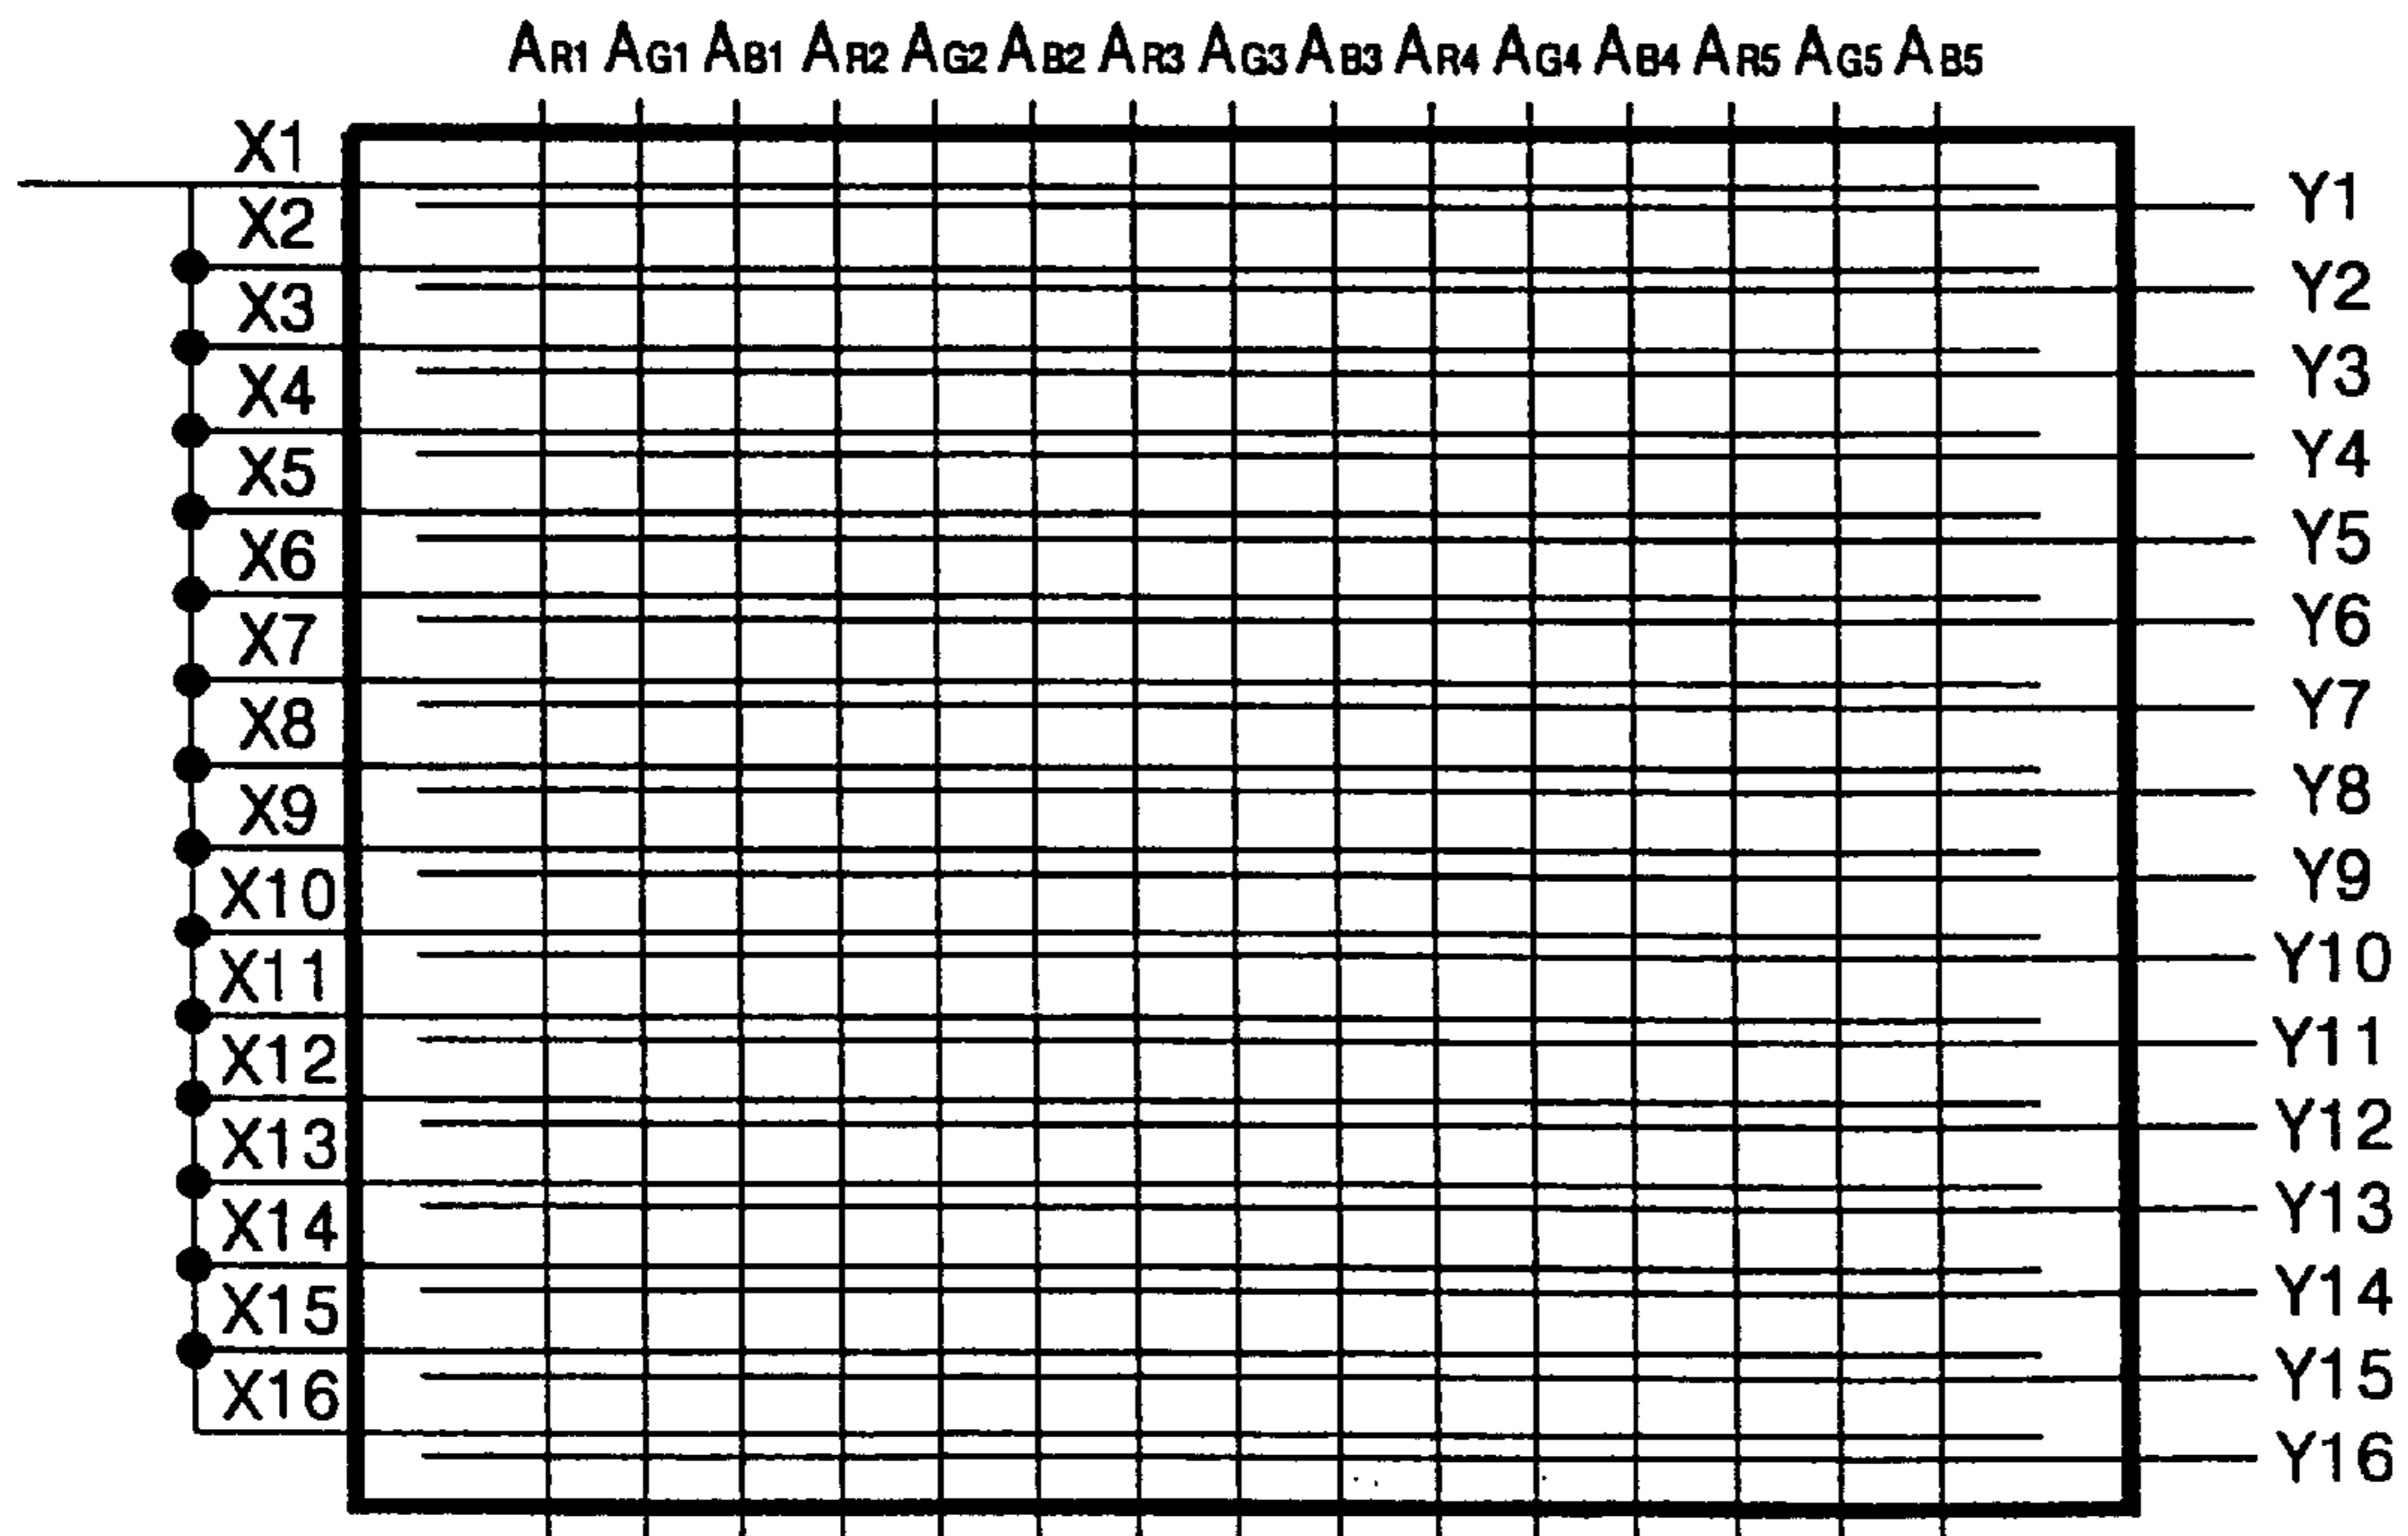 AR1 AG1 AB1 AR2 AG2 AB2 AR3 AG3 AB3 AR4 AG4 AB4 AR5 AG5 AB5
X1
Y1
X2
Y2
X3
Y3
X4
Y4
X5
Y5
X6
Y6
X7
Y7
X8
Y8
X9
Y9
X10
Y10
X11
Y11
X12
Y12
X13
Y13
X14
Y14
X15
Y15
X16
Y16